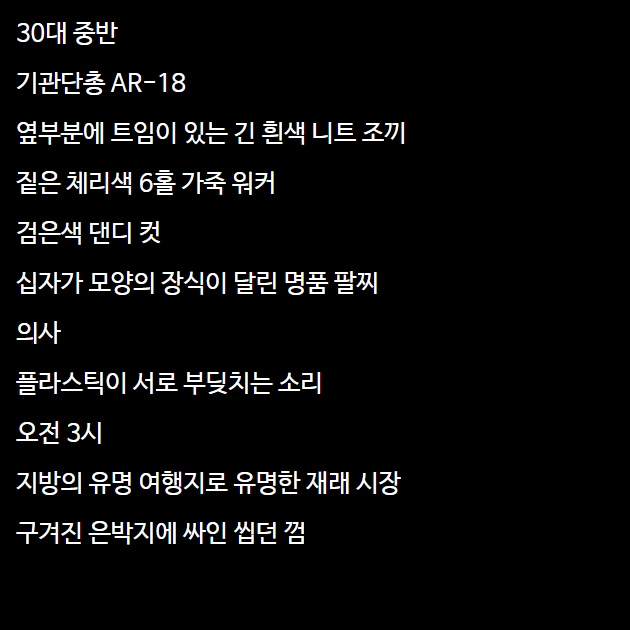 30대 중반
기관단총 AR-18
옆부분에 트임이 있는 긴 흰색 니트 조끼
짙은 체리색 6홀 가죽 워커
검은색 댄디 컷
십자가 모양의 장식이 달린 명품 팔찌
의사
플라스틱이 서로 부딪치는 소리
오전 3시
지방의 유명 여행지로 유명한 재래 시장
구겨진 은박지에 싸인 씹던 껌